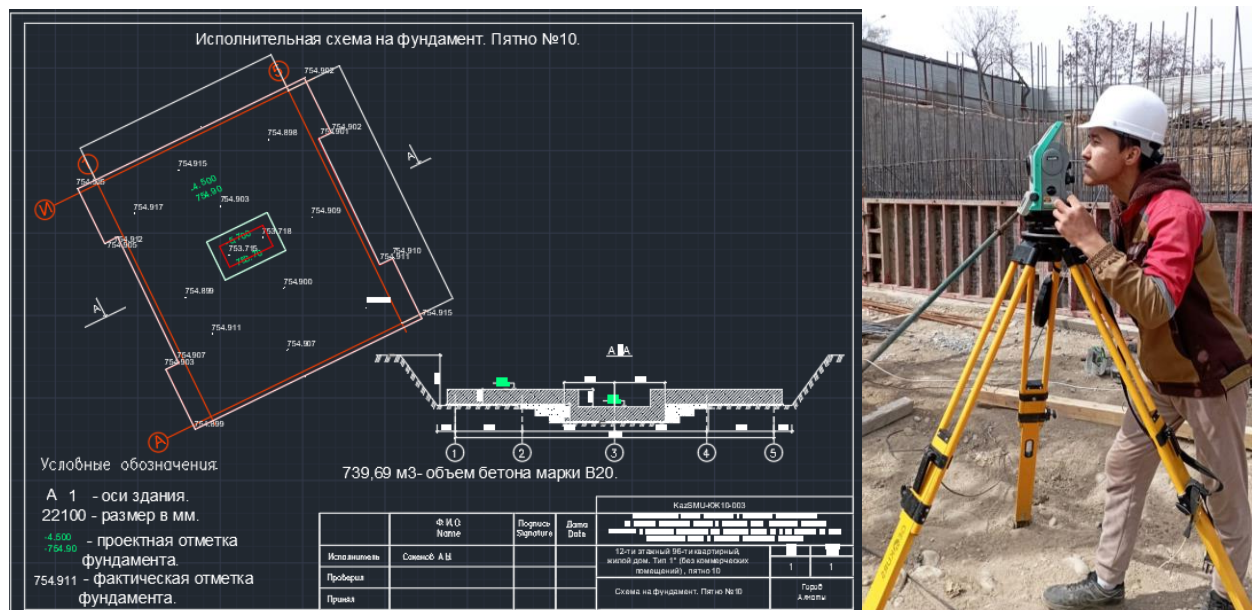 Исполнительная схема на фундамент. Пятно №10.
754.902
754.902
754.901
754.898
754.915
-4.500
754.90
754.903
754.917
754.909
754.912
754.905
753.718
753.715
754.910
754.911
754.900
754.899
754.915
754.911
754.907
754.907
754.903
754.899
А
А
И
А
А А
1 2 3 4 5
739,69 м3- объем бетона марки В20.
Условные обозначения:
А 1 - оси здания.
22100 - размер в мм.
-4.500
-754.90 - проектная отметка
фундамента.
754.911 - фактическая отметка
фундамента.
Ф.И.О.
Name
Подпись
Signature
Дата
Date
Исполнитель
Проверил
Принял
KazSMU-ЮК10-003
12-ти этажный 96-ти квартирный,
жилой дом. Тип 1" (без коммерческих
помещений) , пятно 10
1 1
Схема на фундамент. Пятно №10
Город
Алматы